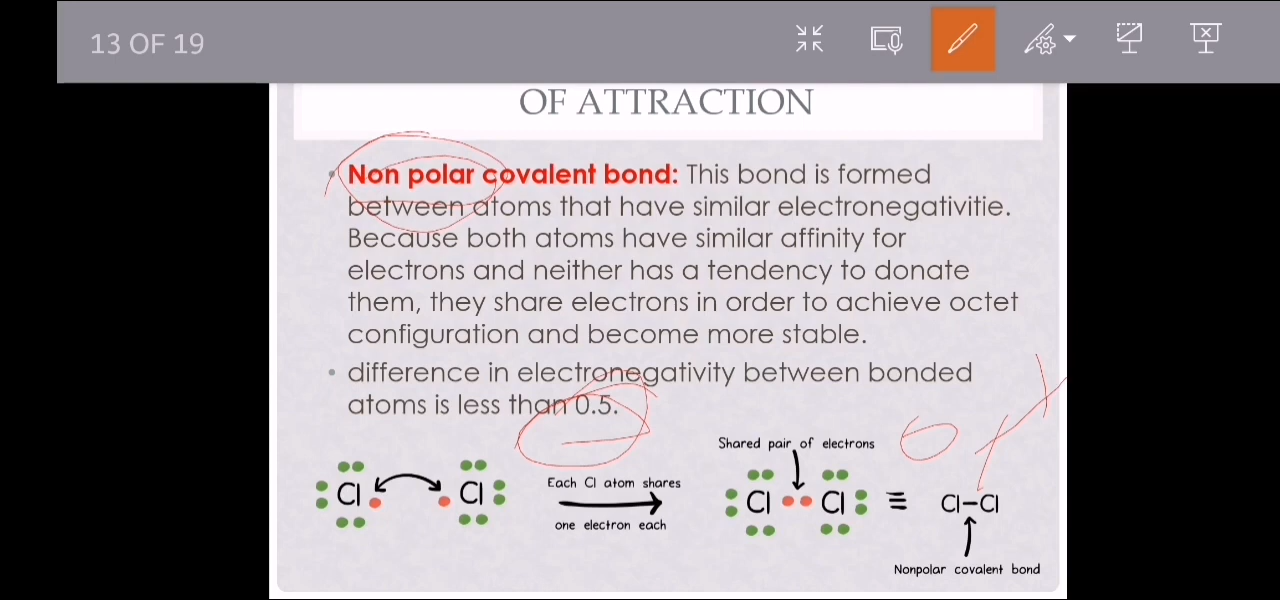 13 OF 19
OF ATTRACTION
• Non polar covalent bond: This bond is formed
between atoms that have similar electronegativitie.
Because both atoms have similar affinity for
electrons and neither has a tendency to donate
them, they share electrons in order to achieve octet
configuration and become more stable.
• difference in electronegativity between bonded
atoms is less than 0.5.
Shared pair of electrons
Each Cl atom shares
one electron each
Cl Cl Cl Cl ≡ Cl–Cl
Nonpolar covalent bond